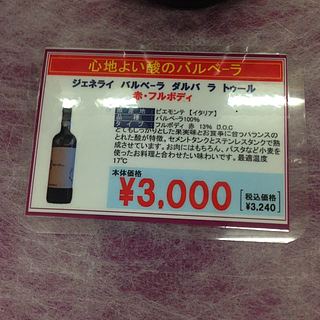 心地よい酸のバルベーラ
ジェネライ バルベーラ ダルバ ラ トゥール
赤・フルボディ
産地 ピエモンテ【イタリア】
品種 バルベーラ100%
フルボディ 赤 13% D.O.C
とてもしっかりとした果実味とお食事に合うバランスの
とれた酸が特徴。セメントタンクとステンレスタンクで熟
成させています。お肉にはもちろん、パスタなど小麦を
使ったお料理と合わせたい味わいです。最適温度
17℃
本体価格
¥3,000
税込価格
¥3,240